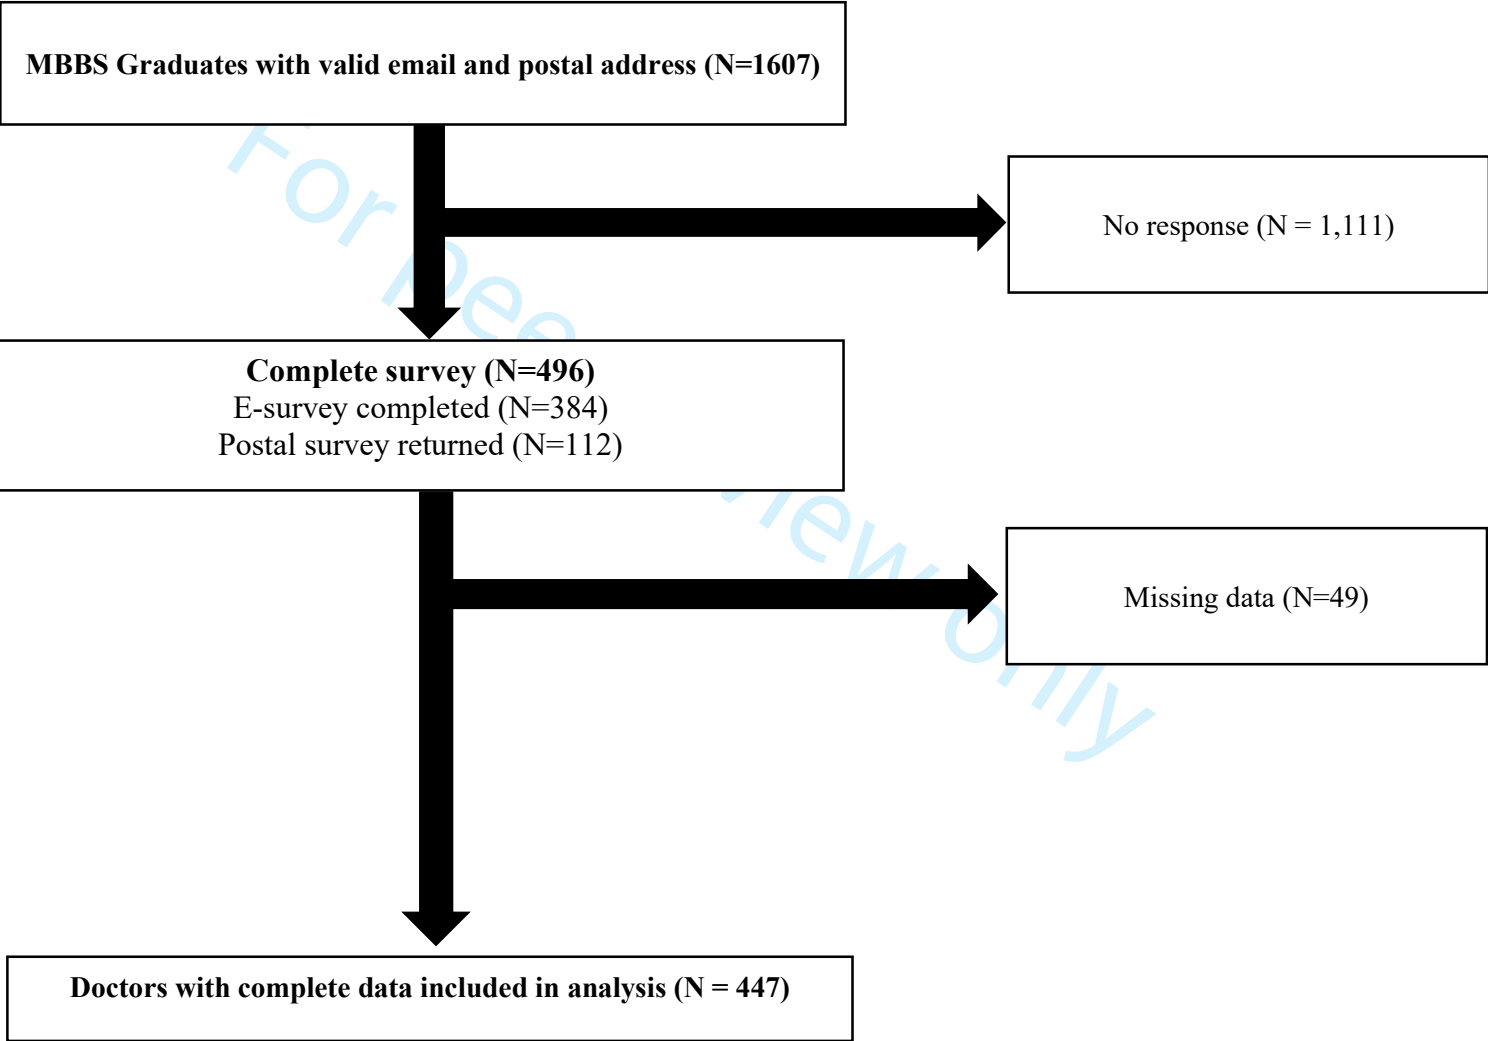 MBBS Graduates with valid email and postal address (N=1607)
No response (N = 1,111)
Complete survey (N=496)
E-survey completed (N=384)
Postal survey returned (N=112)
Missing data (N=49)
Doctors with complete data included in analysis (N = 447)
For peer review only